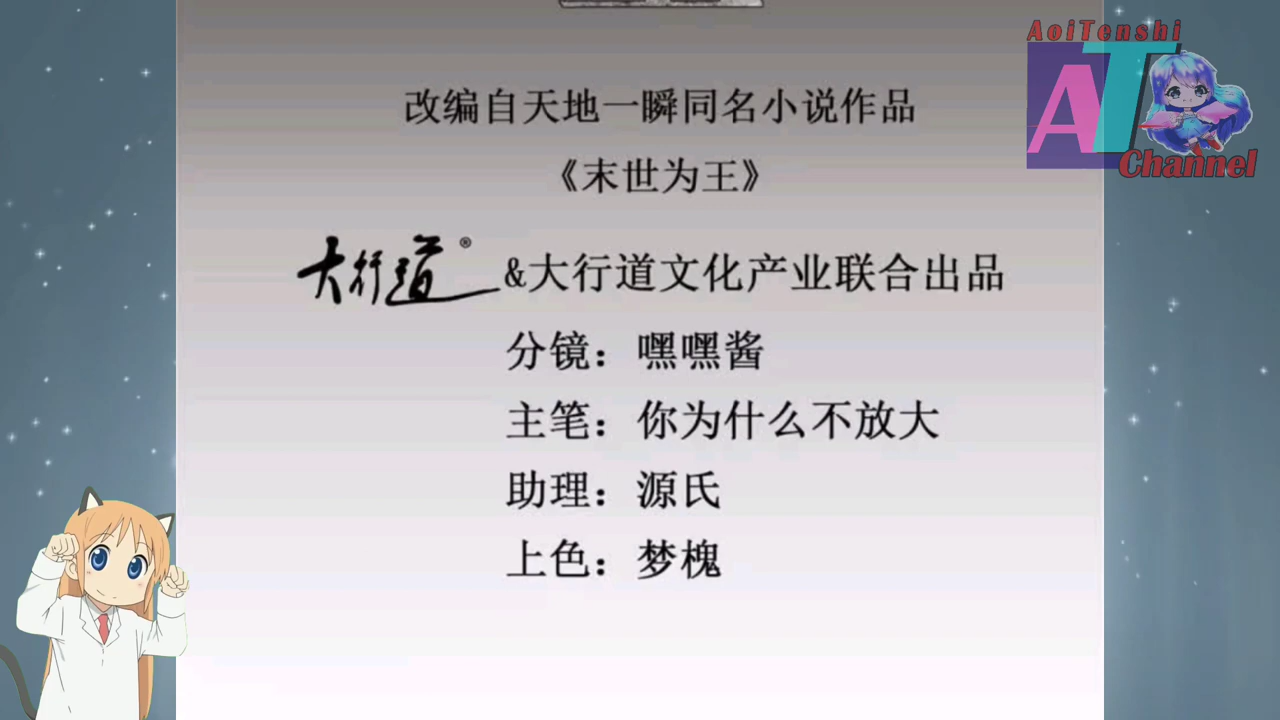 AoiTenshi
AT
Channel
改编自天地一瞬同名小说作品
《末世为王》
大行道®&大行道文化产业联合出品
分镜：嘿嘿酱
主笔：你为什么不放大
助理：源氏
上色：梦槐